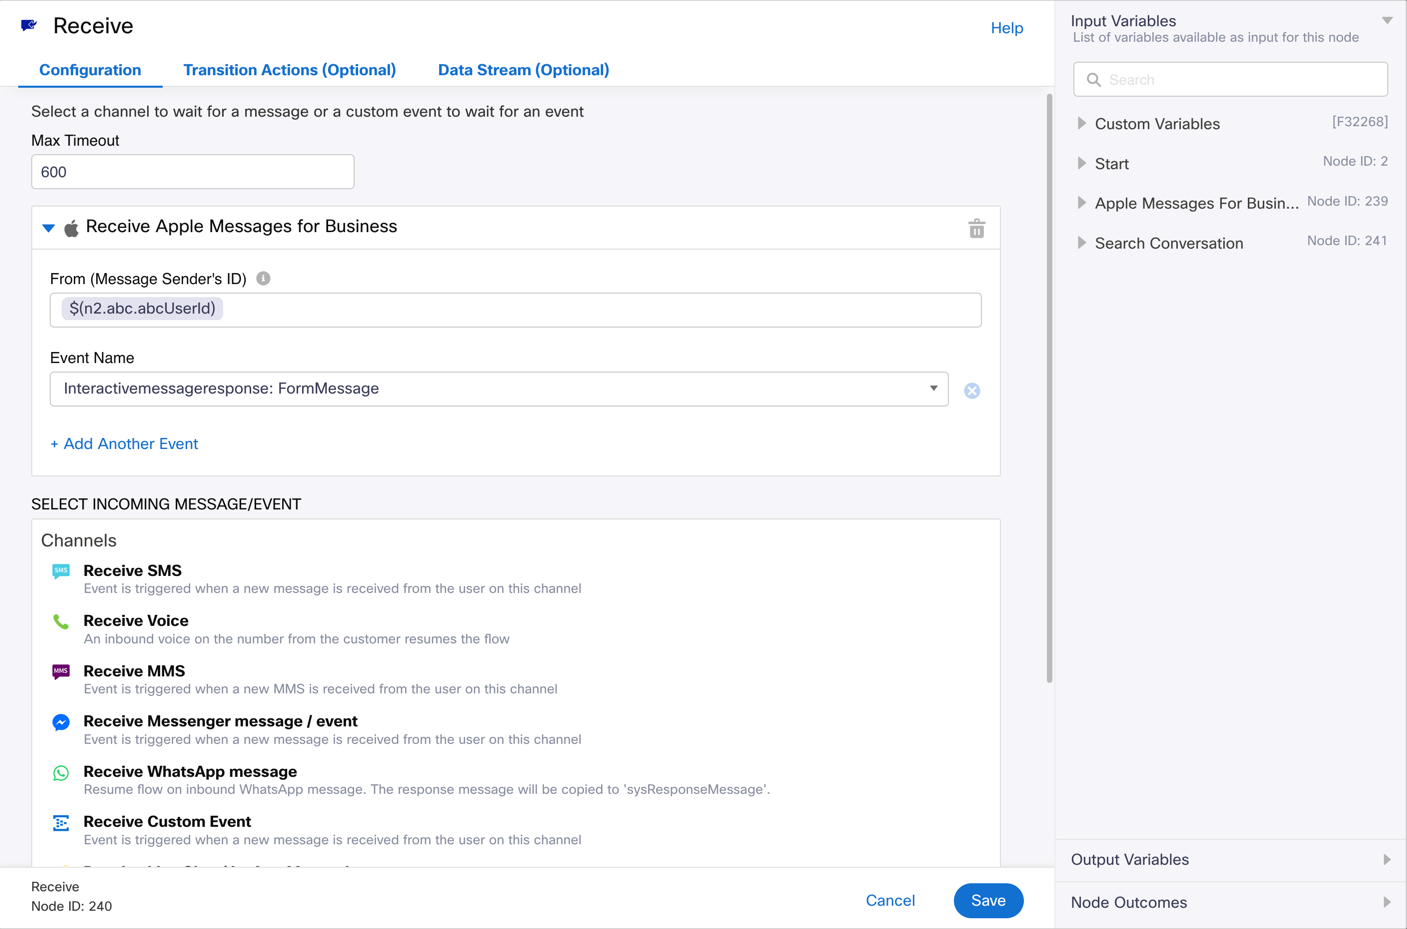 Receive
Help
Configuration
Transition Actions (Optional)
Data Stream (Optional)
Select a channel to wait for a message or a custom event to wait for an event
Max Timeout
600
Receive Apple Messages for Business
From (Message Sender's ID)
$(n2.abc.abcUserId)
Event Name
Interactivemessageresponse: FormMessage
+ Add Another Event
SELECT INCOMING MESSAGE/EVENT
Channels
SMS
Receive SMS
Event is triggered when a new message is received from the user on this channel
Receive Voice
An inbound voice on the number from the customer resumes the flow
MMS
Receive MMS
Event is triggered when a new MMS is received from the user on this channel
Receive Messenger message / event
Event is triggered when a new message is received from the user on this channel
Receive WhatsApp message
Resume flow on inbound WhatsApp message. The response message will be copied to 'sysResponseMessage'.
Receive Custom Event
Event is triggered when a new message is received from the user on this channel
Receive
Node ID: 240
Cancel
Save
Input Variables
List of variables available as input for this node
Search
Custom Variables
[F32268]
Start
Node ID: 2
Apple Messages For Busin...
Node ID: 239
Search Conversation
Node ID: 241
Output Variables
Node Outcomes